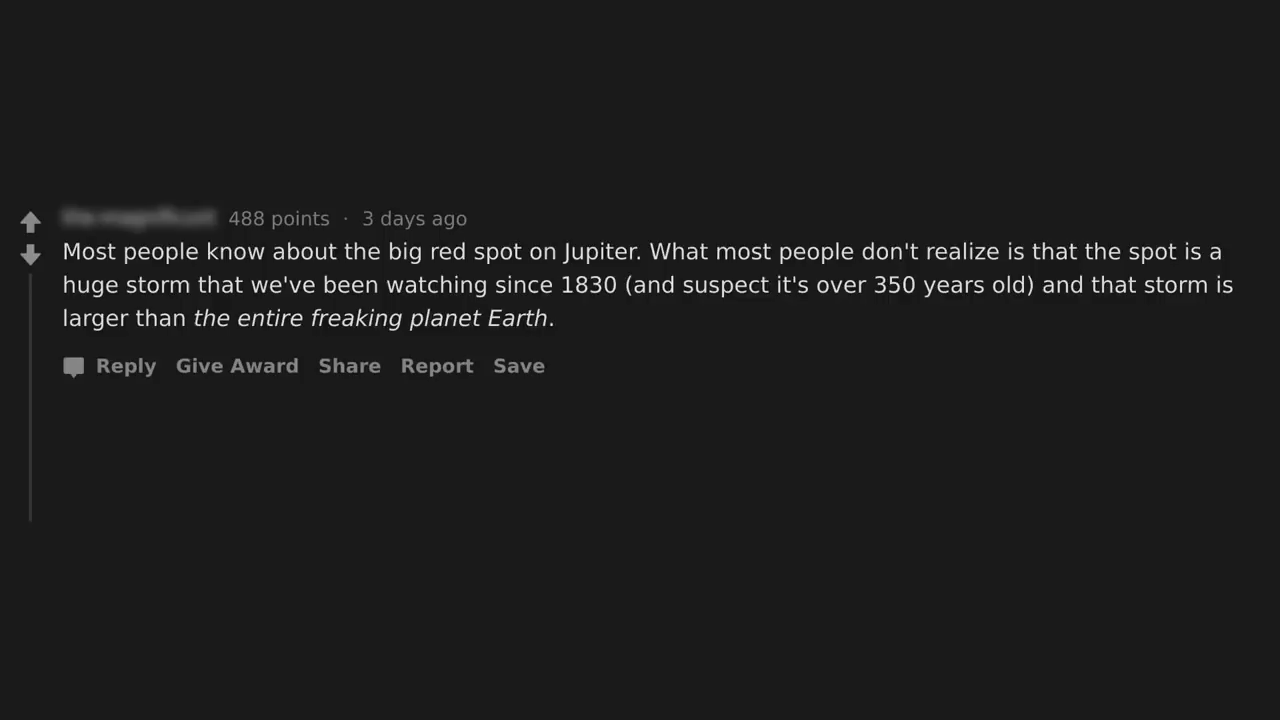 488 points · 3 days ago
Most people know about the big red spot on Jupiter. What most people don't realize is that the spot is a
huge storm that we've been watching since 1830 (and suspect it's over 350 years old) and that storm is
larger than the entire freaking planet Earth.
Reply Give Award Share Report Save